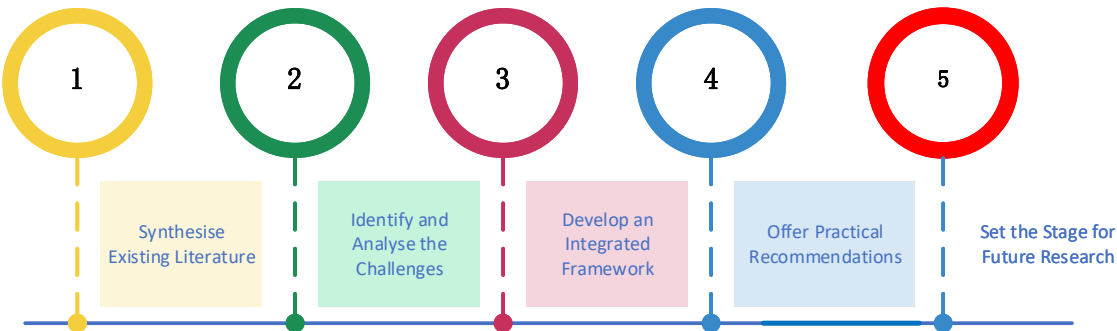 1
2
3
4
5
Synthesise
Existing Literature
Identify and
Analyse the
Challenges
Develop an
Integrated
Framework
Offer Practical
Recommendations
Set the Stage for
Future Research